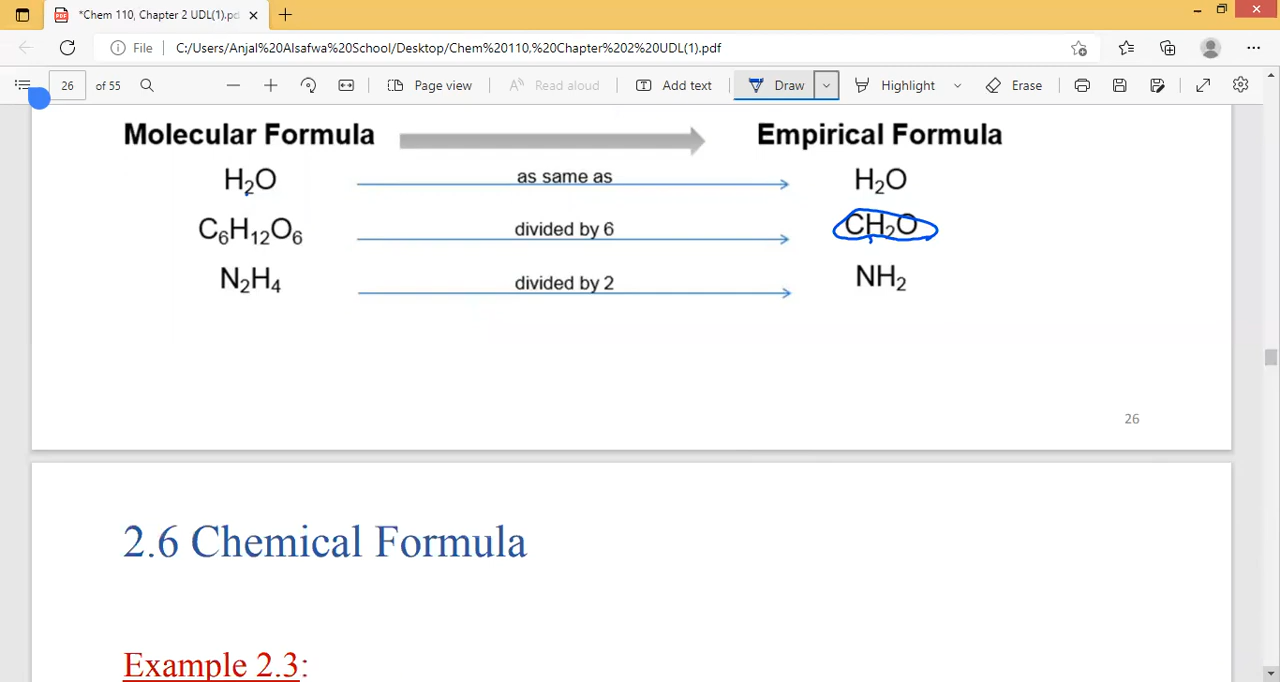 *Chem 110, Chapter 2 UDL(1).pd
File C:/Users/Anjal%20Alsafwa%20School/Desktop/Chem%20110,%20Chapter%202%20UDL(1).pdf
26 of 55 Page view Read aloud Add text Draw Highlight Erase
Molecular Formula Empirical Formula
H₂O as same as H₂O
C₆H₁₂O₆ divided by 6 CH₂O
N₂H₄ divided by 2 NH₂
26
2.6 Chemical Formula
Example 2.3: